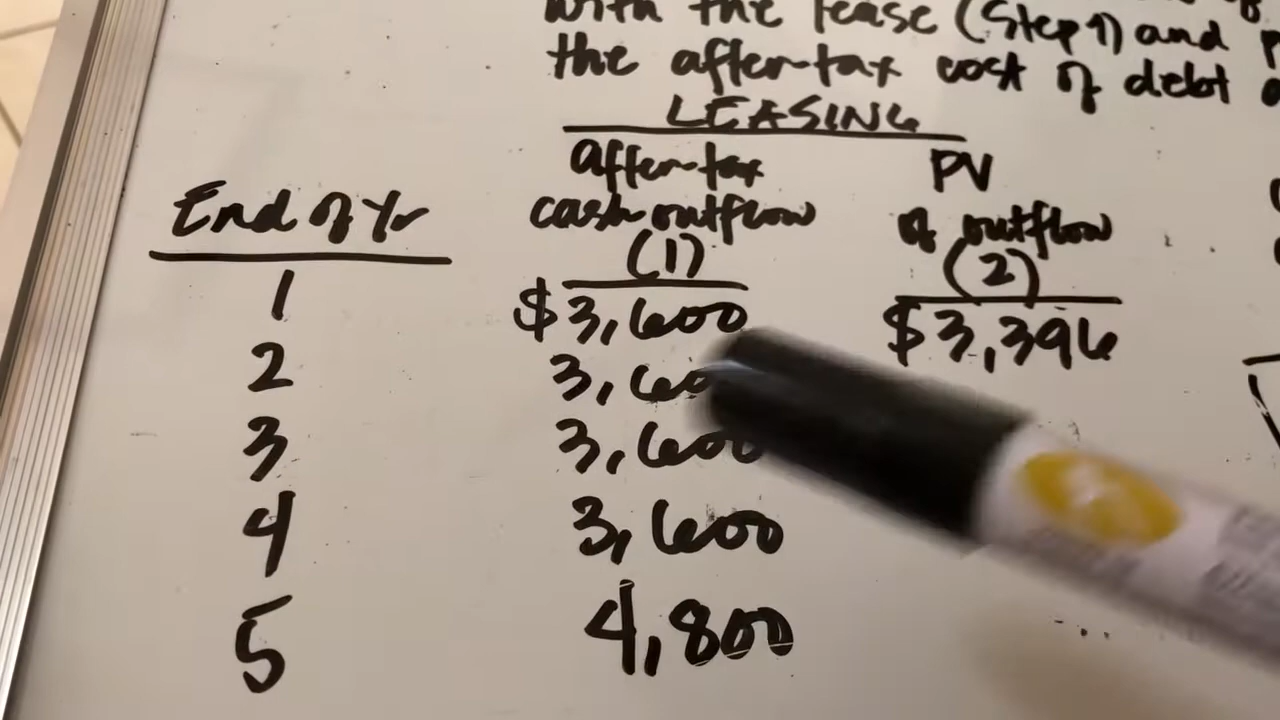 with the lease (Step 1) and
the after-tax cost of debt
LEASING
End of Yr
after-tax
cash outflow
(1)
PV
of outflow
(2)
1 $3,600 $3,396
2 3,600
3 3,600
4 3,600
5 4,800